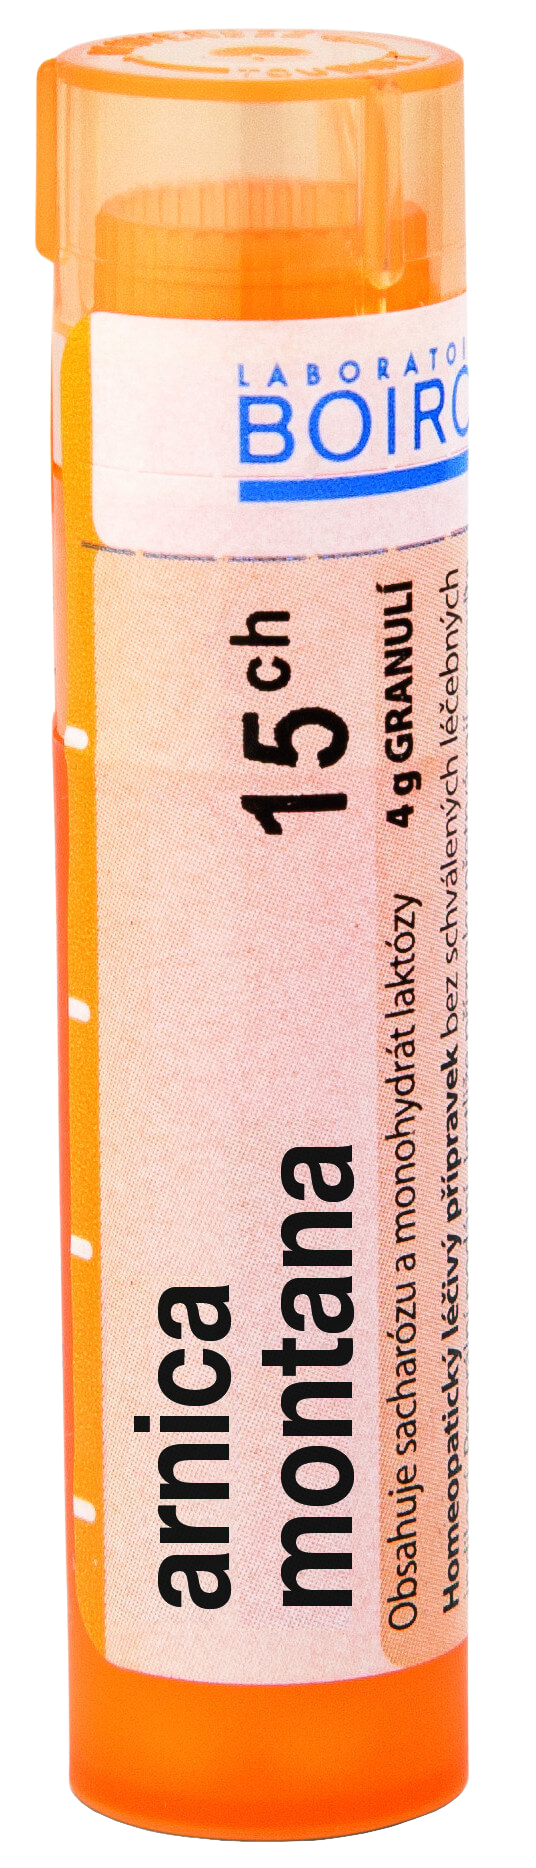 LABORATOI
BOIRO
arnica
montana
15 ch
Obsahuje sacharózu a monohydrát laktózy
4 g GRANULÍ
Homeopatický léčivý přípravek bez schválených léčebných